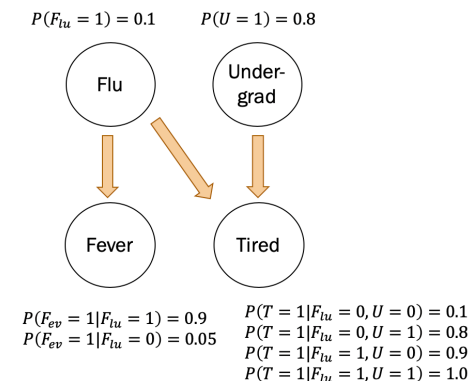 P(F_lu = 1) = 0.1
P(U = 1) = 0.8
Flu
Under-
grad
Fever
Tired
P(F_ev = 1|F_lu = 1) = 0.9
P(F_ev = 1|F_lu = 0) = 0.05
P(T = 1|F_lu = 0, U = 0) = 0.1
P(T = 1|F_lu = 0, U = 1) = 0.8
P(T = 1|F_lu = 1, U = 0) = 0.9
P(T = 1|F_lu = 1, U = 1) = 1.0